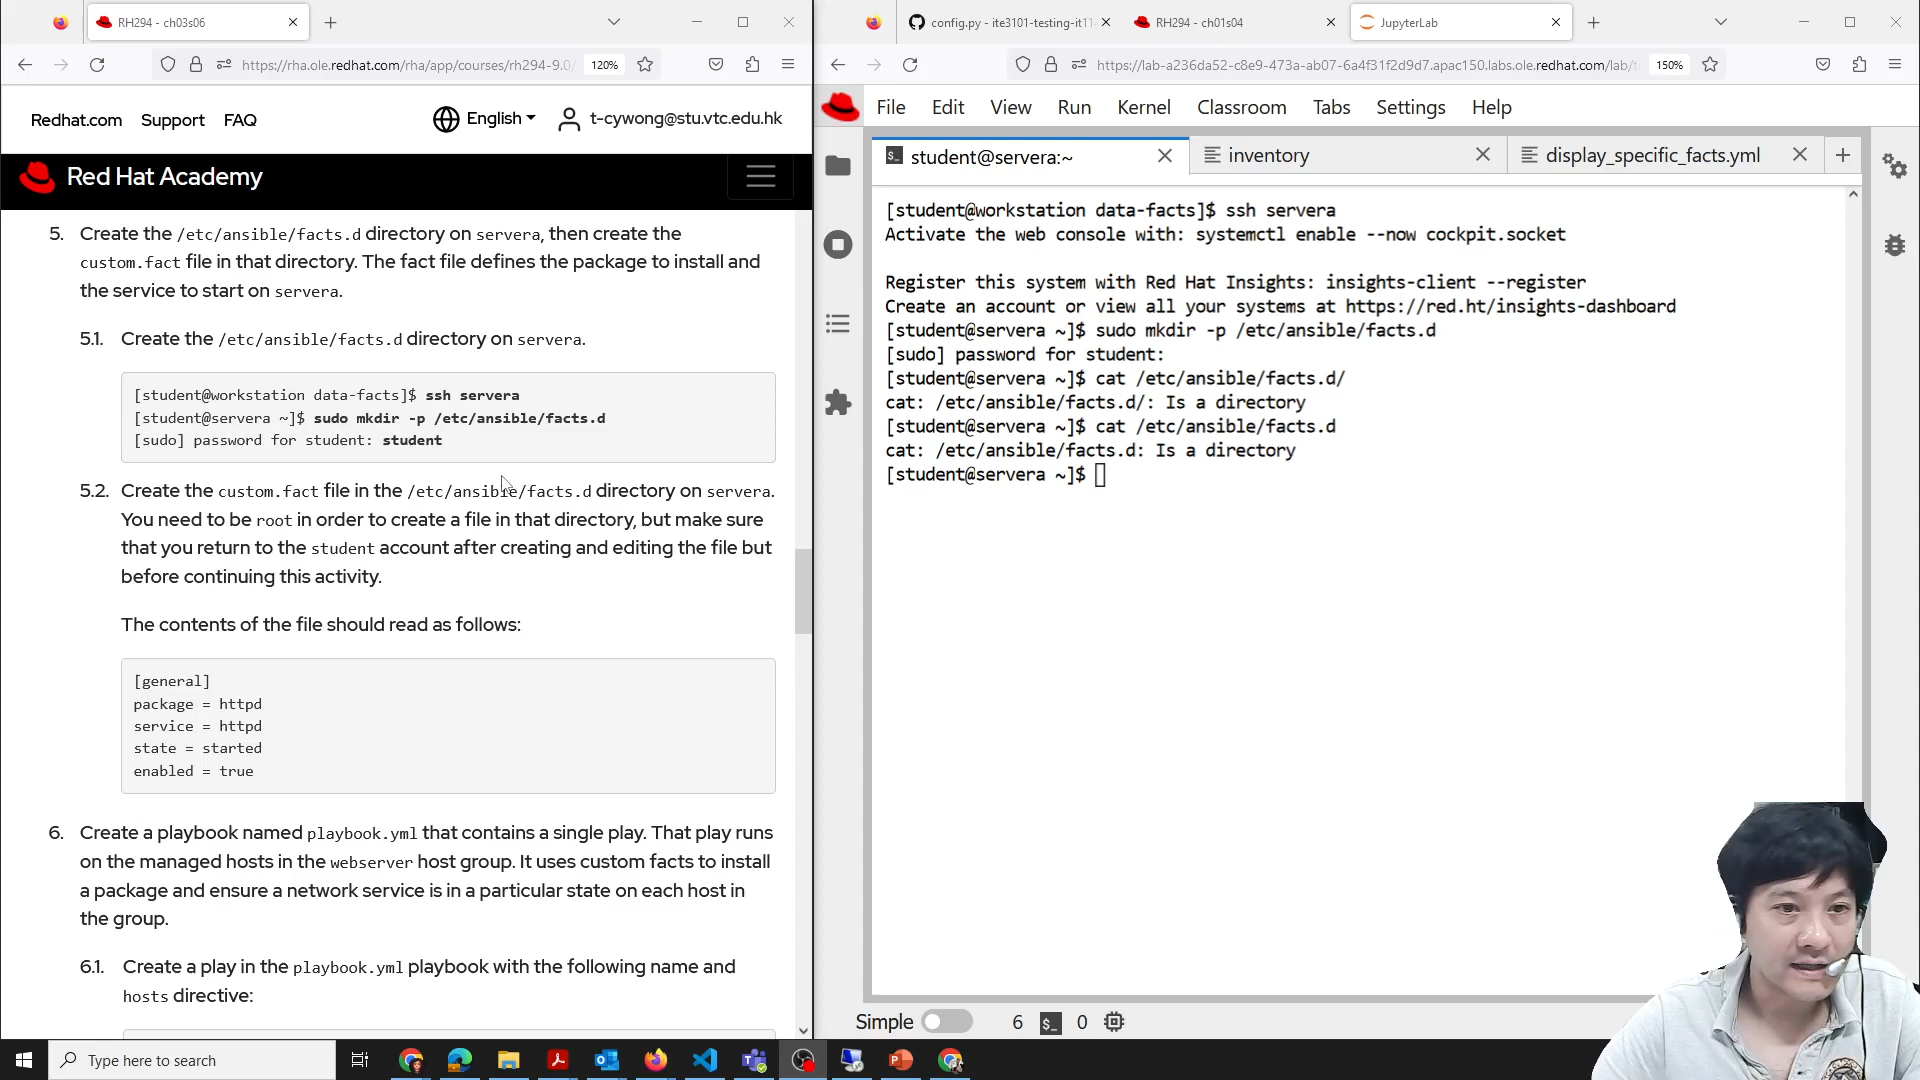 RH294 - ch03s06
https://rha.ole.redhat.com/rha/app/courses/rh294-9.0/
120%
Redhat.com
Support
FAQ
English
t-cywong@stu.vtc.edu.hk
Red Hat Academy
5. Create the /etc/ansible/facts.d directory on servera, then create the
custom.fact file in that directory. The fact file defines the package to install and
the service to start on servera.
5.1. Create the /etc/ansible/facts.d directory on servera.
[student@workstation data-facts]$ ssh servera
[student@servera ~]$ sudo mkdir -p /etc/ansible/facts.d
[sudo] password for student: student
5.2. Create the custom.fact file in the /etc/ansible/facts.d directory on servera.
You need to be root in order to create a file in that directory, but make sure
that you return to the student account after creating and editing the file but
before continuing this activity.
The contents of the file should read as follows:
[general]
package = httpd
service = httpd
state = started
enabled = true
6. Create a playbook named playbook.yml that contains a single play. That play runs
on the managed hosts in the webserver host group. It uses custom facts to install
a package and ensure a network service is in a particular state on each host in
the group.
6.1. Create a play in the playbook.yml playbook with the following name and
hosts directive:
config.py - ite3101-testing-it11
RH294 - ch01s04
JupyterLab
https://lab-a236da52-c8e9-473a-ab07-6a4f31f2d9d7.apac150.labs.ole.redhat.com/lab/t
150%
File
Edit
View
Run
Kernel
Classroom
Tabs
Settings
Help
student@servera:~
inventory
display_specific_facts.yml
[student@workstation data-facts]$ ssh servera
Activate the web console with: systemctl enable --now cockpit.socket
Register this system with Red Hat Insights: insights-client --register
Create an account or view all your systems at https://red.ht/insights-dashboard
[student@servera ~]$ sudo mkdir -p /etc/ansible/facts.d
[sudo] password for student:
[student@servera ~]$ cat /etc/ansible/facts.d/
cat: /etc/ansible/facts.d/: Is a directory
[student@servera ~]$ cat /etc/ansible/facts.d
cat: /etc/ansible/facts.d: Is a directory
[student@servera ~]$
Simple
6
0
Type here to search